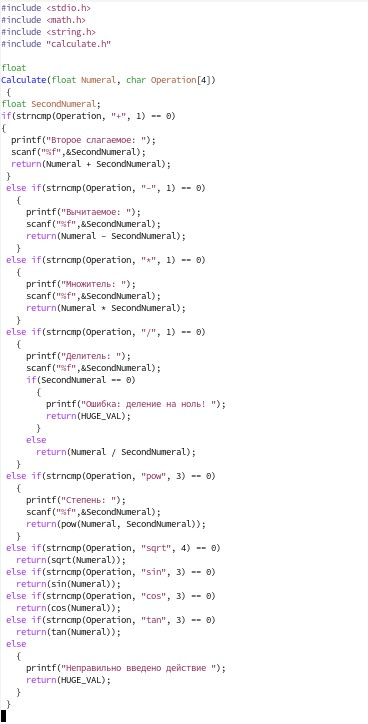 #include <stdio.h>
#include <math.h>
#include <string.h>
#include "calculate.h"
float
Calculate(float Numeral, char Operation[4])
{
float SecondNumeral;
if(strncmp(Operation, "+", 1) == 0)
{
printf("Второе слагаемое: ");
scanf("%f",&SecondNumeral);
return(Numeral + SecondNumeral);
}
else if(strncmp(Operation, "-", 1) == 0)
{
printf("Вычитаемое: ");
scanf("%f",&SecondNumeral);
return(Numeral - SecondNumeral);
}
else if(strncmp(Operation, "*", 1) == 0)
{
printf("Множитель: ");
scanf("%f",&SecondNumeral);
return(Numeral * SecondNumeral);
}
else if(strncmp(Operation, "/", 1) == 0)
{
printf("Делитель: ");
scanf("%f",&SecondNumeral);
if(SecondNumeral == 0)
{
printf("Ошибка: деление на ноль! ");
return(HUGE_VAL);
}
else
return(Numeral / SecondNumeral);
}
else if(strncmp(Operation, "pow", 3) == 0)
{
printf("Степень: ");
scanf("%f",&SecondNumeral);
return(pow(Numeral, SecondNumeral));
}
else if(strncmp(Operation, "sqrt", 4) == 0)
return(sqrt(Numeral));
else if(strncmp(Operation, "sin", 3) == 0)
return(sin(Numeral));
else if(strncmp(Operation, "cos", 3) == 0)
return(cos(Numeral));
else if(strncmp(Operation, "tan", 3) == 0)
return(tan(Numeral));
else
{
printf("Неправильно введено действие ");
return(HUGE_VAL);
}
}